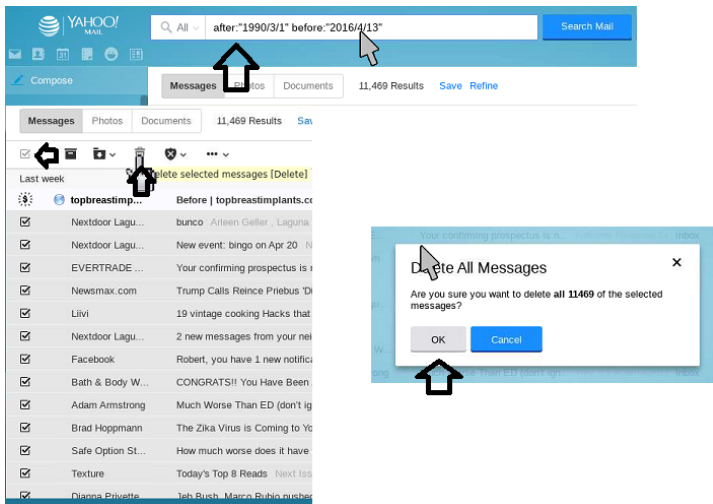 YAHOO!
MAIL
All
after:"1990/3/1" before:"2016/4/13"
Search Mail
31
Compose
Messages Photos Documents 11,469 Results Save Refine
Messages Photos Documents 11,469 Results
Last week
selected messages [Delete]
topbreastimp... Before | topbreastimplants.co
Nextdoor Lagu... bunco Arleen Geller , Laguna
Nextdoor Lagu... New event: bingo on Apr 20
EVERTRADE ... Your confirming prospectus is
Newsmax.com Trump Calls Reince Priebus 'Di
Liivi 19 vintage cooking Hacks that
Nextdoor Lagu... 2 new messages from your nei
Facebook Robert, you have 1 new notifica
Bath & Body W... CONGRATS!! You Have Been
Adam Armstrong Much Worse Than ED (don't ig
Brad Hoppmann The Zika Virus is Coming to Yo
Safe Option St... How much worse does it have
Texture Today's Top 8 Reads Next Iss
Dianna Privette Jeb Bush, Marco Rubio pushed
Your confirming prospectus is n... Inbox
Delete All Messages
Are you sure you want to delete all 11469 of the selected
messages?
OK Cancel
Worse Than ED (don't ign... Inbox